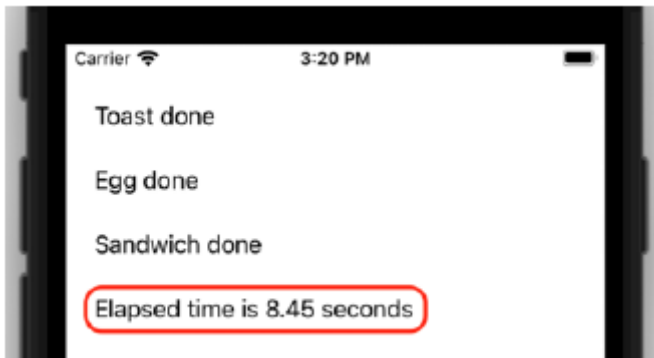 Carrier 3:20 PM
Toast done
Egg done
Sandwich done
Elapsed time is 8.45 seconds